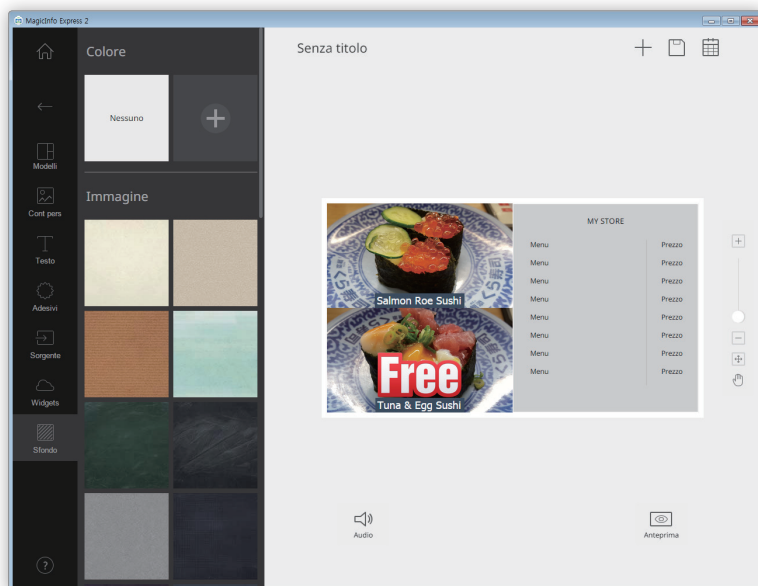 MagicInfo Express 2
Colore
Senza titolo
Nessuno
Modelli
Immagine
Cont pers
Testo
Adesivi
Sorgente
Widgets
Sfondo
Salmon Roe Sushi
Free
Tuna & Egg Sushi
MY STORE
Menu Prezzo
Menu Prezzo
Menu Prezzo
Menu Prezzo
Menu Prezzo
Menu Prezzo
Menu Prezzo
Menu Prezzo
Audio
Anteprima
?